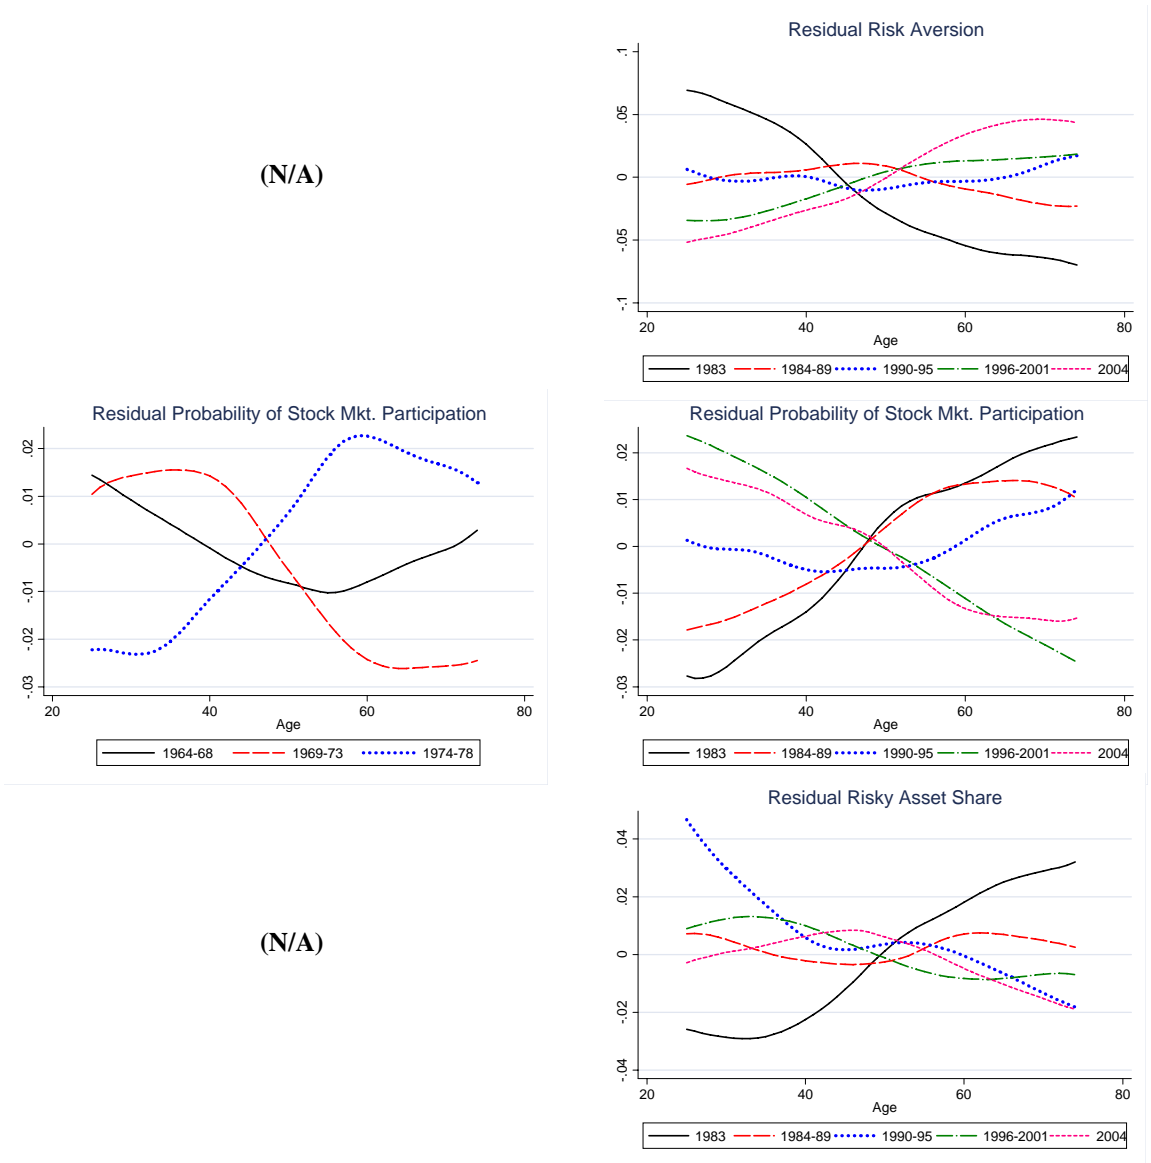 (N/A)
Residual Risk Aversion
.1
.05
0
-.05
-.1
20 40 60 80
Age
1983 1984-89 1990-95 1996-2001 2004
Residual Probability of Stock Mkt. Participation
.02
.01
0
-.01
-.02
-.03
20 40 60 80
Age
1964-68 1969-73 1974-78
Residual Probability of Stock Mkt. Participation
.02
.01
0
-.01
-.02
-.03
20 40 60 80
Age
1983 1984-89 1990-95 1996-2001 2004
(N/A)
Residual Risky Asset Share
.04
.02
0
-.02
-.04
20 40 60 80
Age
1983 1984-89 1990-95 1996-2001 2004